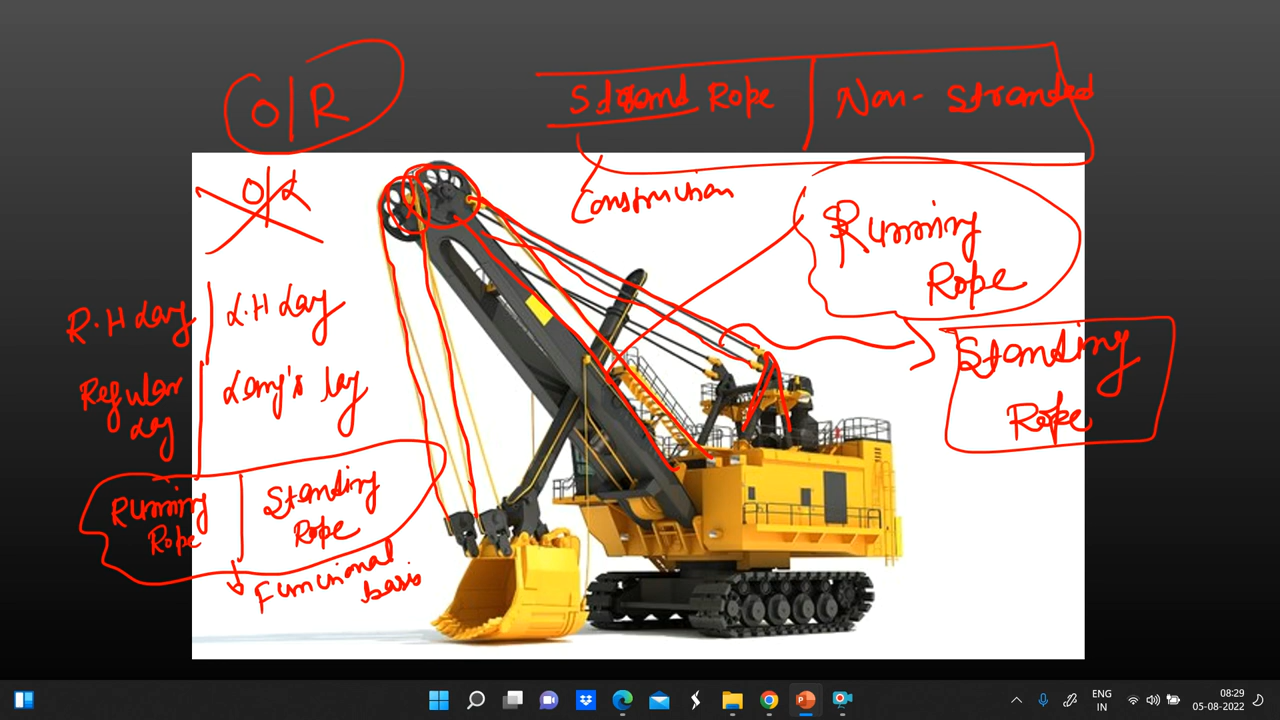 O/R
Strand Rope | Non-Stranded
Construction
O/L
Running
Rope
R.H Lay | L.H Lay
Standing
Rope
Regular
Lay
Lang's lay
Running
Rope
Standing
Rope
Functional
basis
ENG
IN
08:29
05-08-2022